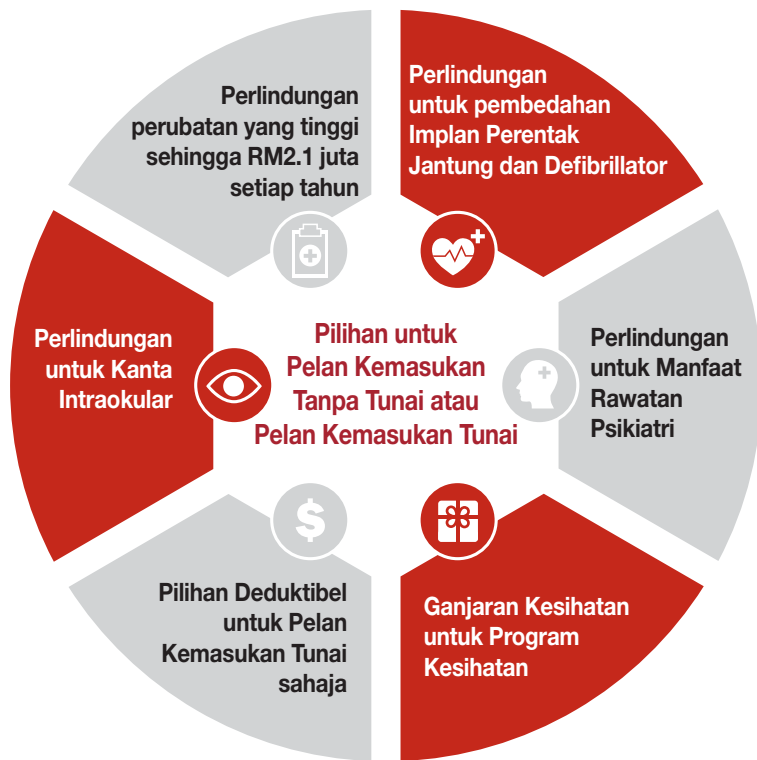 Perlindungan
perubatan yang tinggi
sehingga RM2.1 juta
setiap tahun
Perlindungan
untuk pembedahan
Implan Perentak
Jantung dan Defibrillator
Perlindungan
untuk Kanta
Intraokular
Pilihan untuk
Pelan Kemasukan
Tanpa Tunai atau
Pelan Kemasukan Tunai
Perlindungan
untuk Manfaat
Rawatan
Psikiatri
$
Pilihan Deduktibel
untuk Pelan
Kemasukan Tunai
sahaja
Ganjaran Kesihatan
untuk Program
Kesihatan